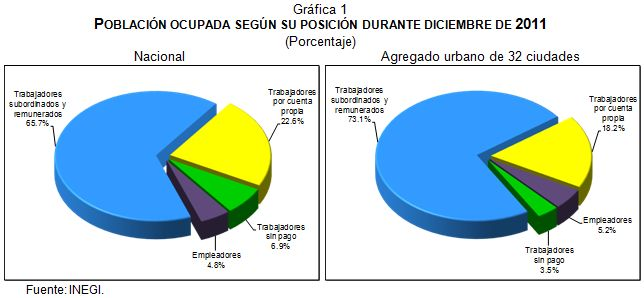 Gráfica 1
POBLACIÓN OCUPADA SEGÚN SU POSICIÓN DURANTE DICIEMBRE DE 2011
(Porcentaje)
Nacional
Trabajadores
subordinados y
remunerados
65.7%
Trabajadores
por cuenta
propia
22.6%
Trabajadores
sin pago
6.9%
Empleadores
4.8%
Agregado urbano de 32 ciudades
Trabajadores
subordinados y
remunerados
73.1%
Trabajadores
por cuenta
propia
18.2%
Empleadores
5.2%
Trabajadores
sin pago
3.5%
Fuente: INEGI.